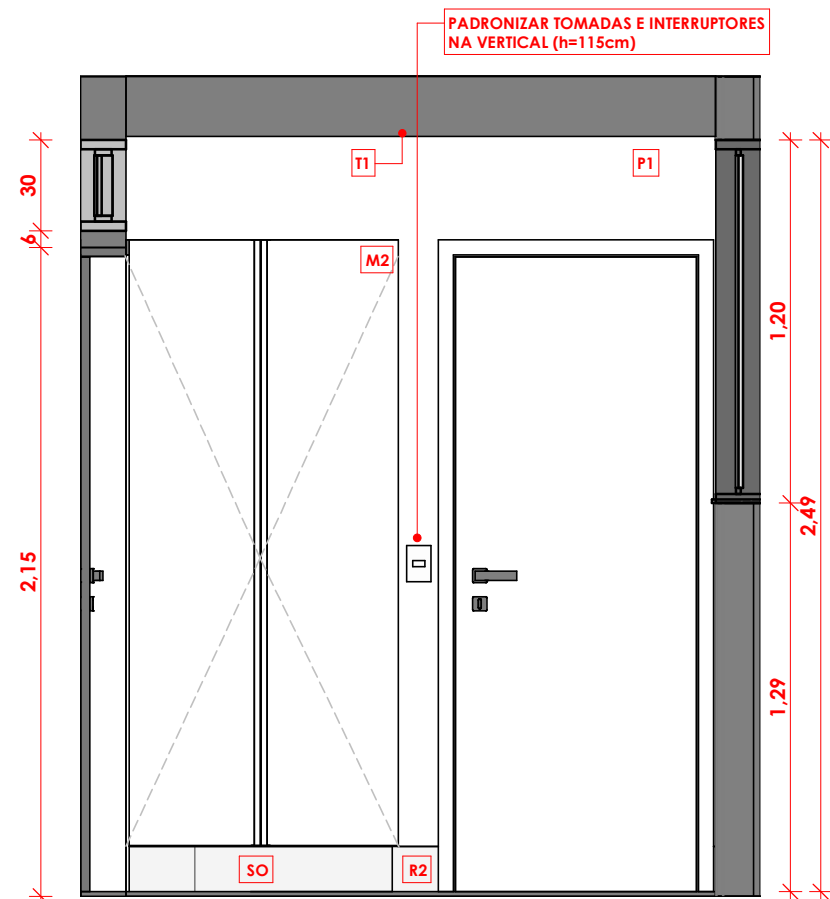 PADRONIZAR TOMADAS E INTERRUPTORES
NA VERTICAL (h=115cm)
T1
P1
30
6
M2
1,20
2,49
2,15
1,29
SO
R2